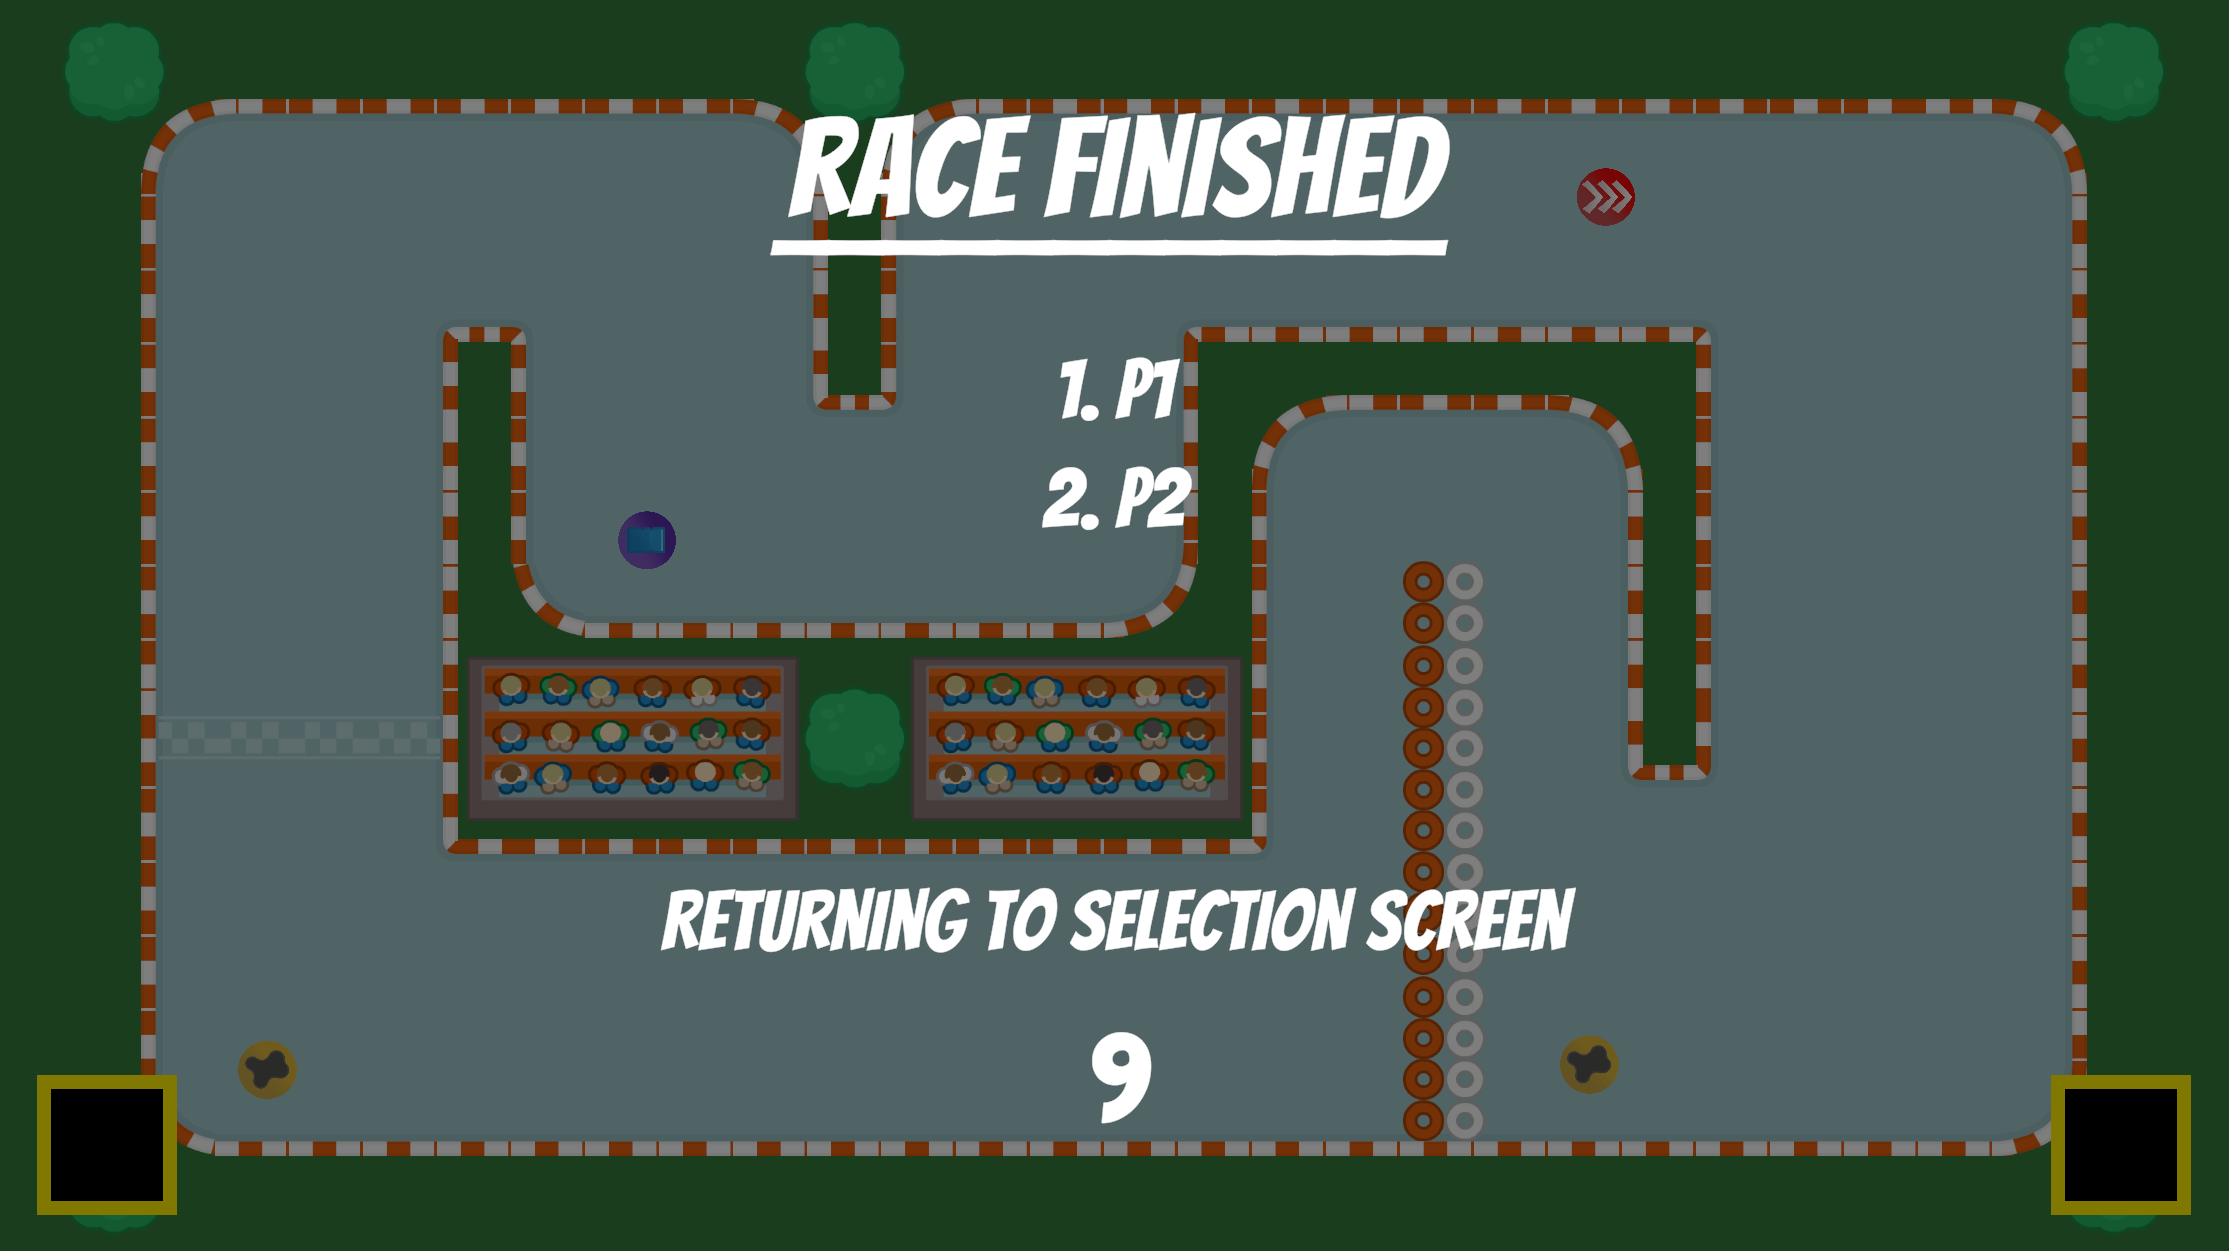 RACE FINISHED
1. P1
2. P2
RETURNING TO SELECTION SCREEN
9